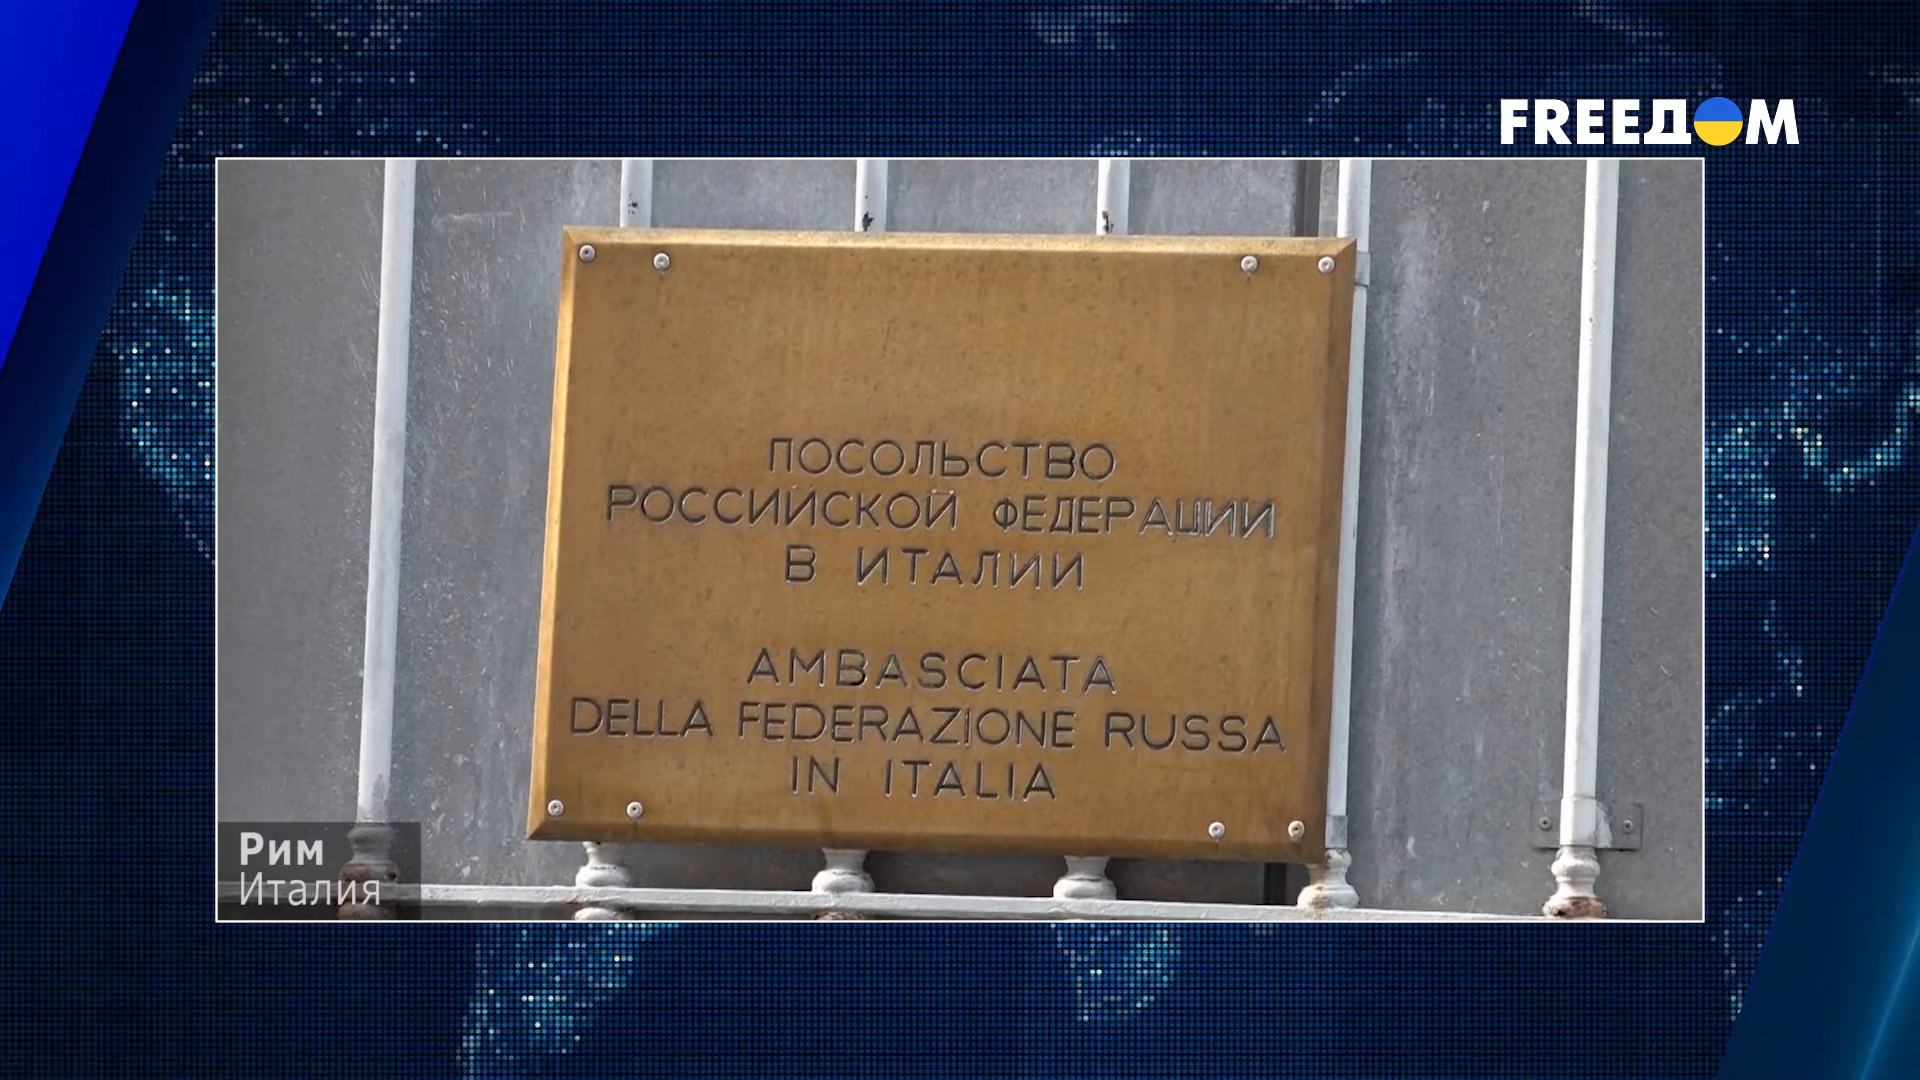 FREEДOM
ПОСОЛЬСТВО
РОССИЙСКОЙ ФЕДЕРАЦИИ
В ИТАЛИИ
AMBASCIATA
DELLA FEDERAZIONE RUSSA
IN ITALIA
Рим
Италия